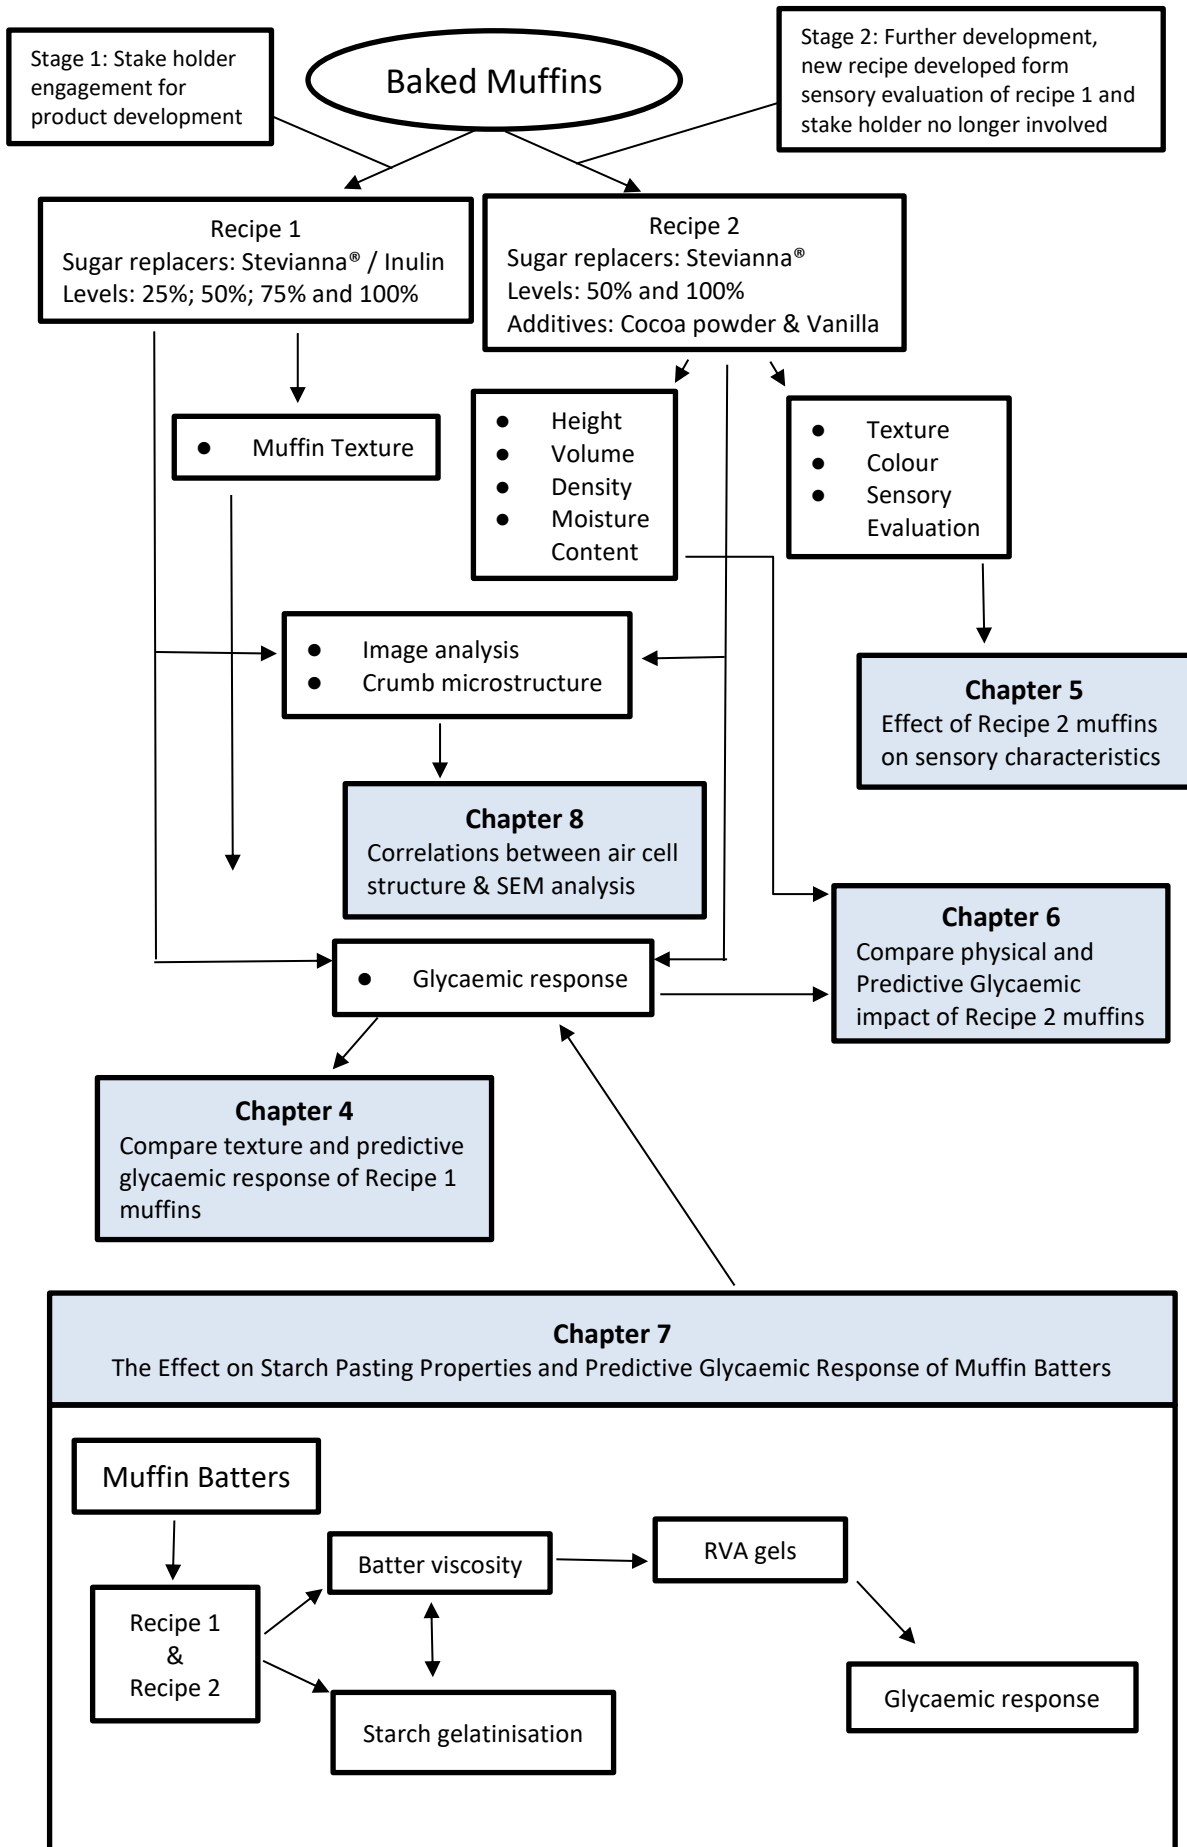 Stage 1: Stake holder
engagement for
product development
Baked Muffins
Stage 2: Further development,
new recipe developed form
sensory evaluation of recipe 1 and
stake holder no longer involved
Recipe 1
Sugar replacers: Stevianna® / Inulin
Levels: 25%; 50%; 75% and 100%
Recipe 2
Sugar replacers: Stevianna®
Levels: 50% and 100%
Additives: Cocoa powder & Vanilla
● Muffin Texture
● Height
● Volume
● Density
● Moisture
Content
● Texture
● Colour
● Sensory
Evaluation
● Image analysis
● Crumb microstructure
Chapter 5
Effect of Recipe 2 muffins
on sensory characteristics
Chapter 8
Correlations between air cell
structure & SEM analysis
Chapter 6
Compare physical and
Predictive Glycaemic
impact of Recipe 2 muffins
● Glycaemic response
Chapter 4
Compare texture and predictive
glycaemic response of Recipe 1
muffins
Chapter 7
The Effect on Starch Pasting Properties and Predictive Glycaemic Response of Muffin Batters
Muffin Batters
Recipe 1
&
Recipe 2
Batter viscosity
RVA gels
Starch gelatinisation
Glycaemic response